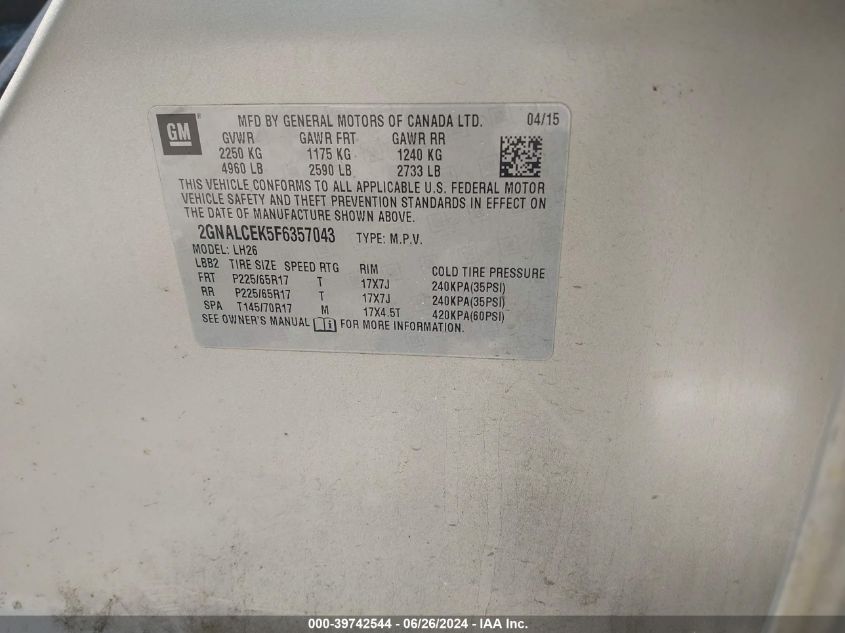 GM
MFD BY GENERAL MOTORS OF CANADA LTD. 04/15
GVWR GAWR FRT GAWR RR
2250 KG 1175 KG 1240 KG
4960 LB 2590 LB 2733 LB
THIS VEHICLE CONFORMS TO ALL APPLICABLE U.S. FEDERAL MOTOR
VEHICLE SAFETY AND THEFT PREVENTION STANDARDS IN EFFECT ON
THE DATE OF MANUFACTURE SHOWN ABOVE.
2GNALCEK5F6357043 TYPE: M.P.V.
MODEL: LH26
LBB2 TIRE SIZE SPEED RTG RIM COLD TIRE PRESSURE
FRT P225/65R17 T 17X7J 240KPA(35PSI)
RR P225/65R17 T 17X7J 240KPA(35PSI)
SPA T145/70R17 M 17X4.5T 420KPA(60PSI)
SEE OWNER'S MANUAL FOR MORE INFORMATION.
000-39742544 / 06/26/2024 - IAA Inc.